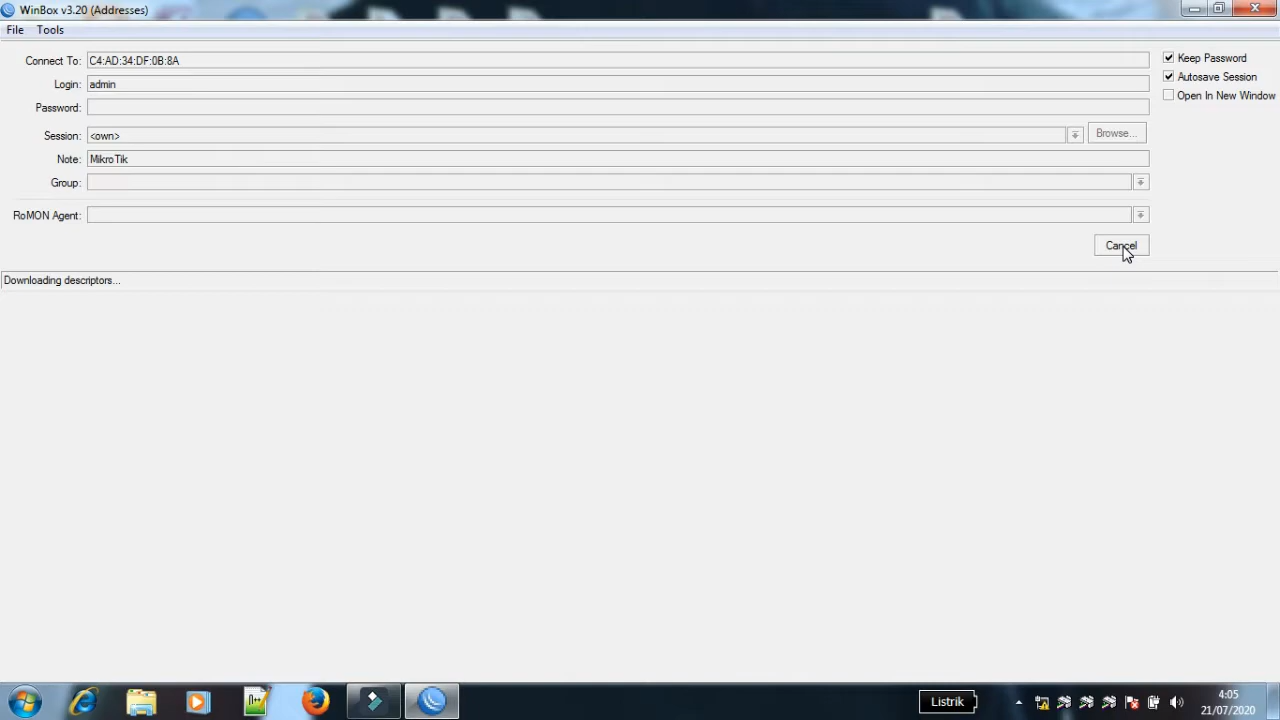 WinBox v3.20 (Addresses)
File Tools
Connect To: C4:AD:34:DF:0B:8A
Keep Password
Login: admin
Autosave Session
Password:
Open In New Window
Session: <own>
Browse...
Note: MikroTik
Group:
RoMON Agent:
Cancel
Downloading descriptors...
Listrik
4:05
21/07/2020